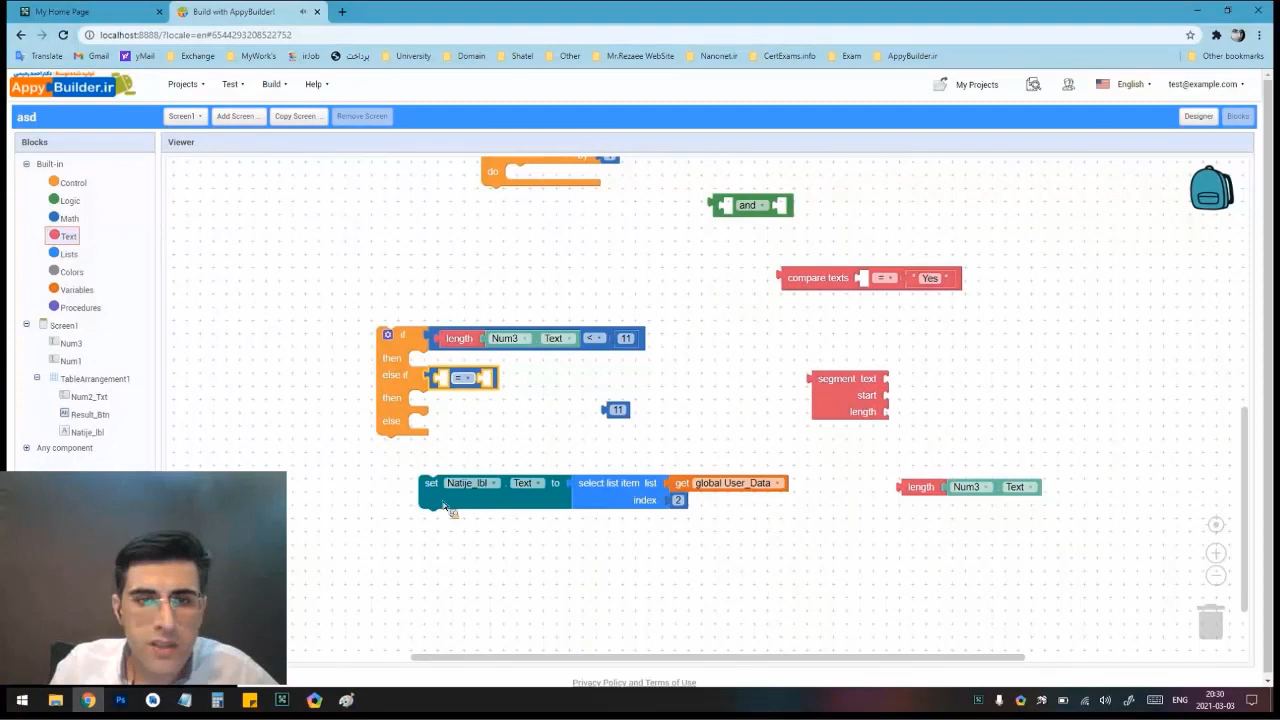 My Home Page
Build with AppyBuilder!
localhost:8888/?locale=en#6544293208522752
Translate
Gmail
yMail
Exchange
MyWork's
irJob
پرداخت
University
Domain
Shatel
Other
Mr.Rezaee WebSite
Nanonet.ir
CertExams.info
Exam
AppyBuilder.ir
Other bookmarks
AppyBuilder.ir
Projects
Test
Build
Help
My Projects
English
test@example.com
asd
Screen1
Add Screen ...
Copy Screen ...
Remove Screen
Designer
Blocks
Blocks
Viewer
Built-in
Control
Logic
Math
Text
Lists
Colors
Variables
Procedures
Screen1
Num3
Num1
TableArrangement1
Num2_Txt
Result_Btn
Natije_lbl
Any component
by
do
and
compare texts = " Yes "
if length Num3 . Text < 11
then
else if =
then
else
11
segment text
start
length
set Natije_lbl . Text to select list item list get global User_Data
index 2
length Num3 . Text
Privacy Policy and Terms of Use
ENG
20:30
2021-03-03